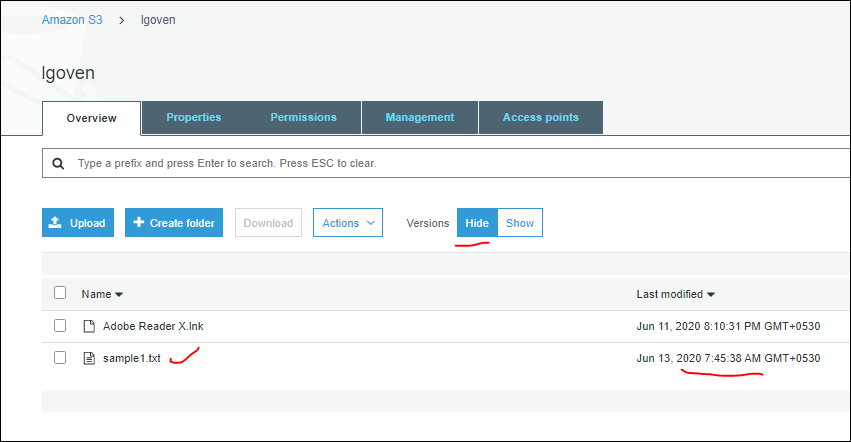 Amazon S3 > lgoven
lgoven
Overview Properties Permissions Management Access points
Type a prefix and press Enter to search. Press ESC to clear.
Upload Create folder Download Actions Versions Hide Show
Name Last modified
Adobe Reader X.lnk Jun 11, 2020 8:10:31 PM GMT+0530
sample1.txt Jun 13, 2020 7:45:38 AM GMT+0530